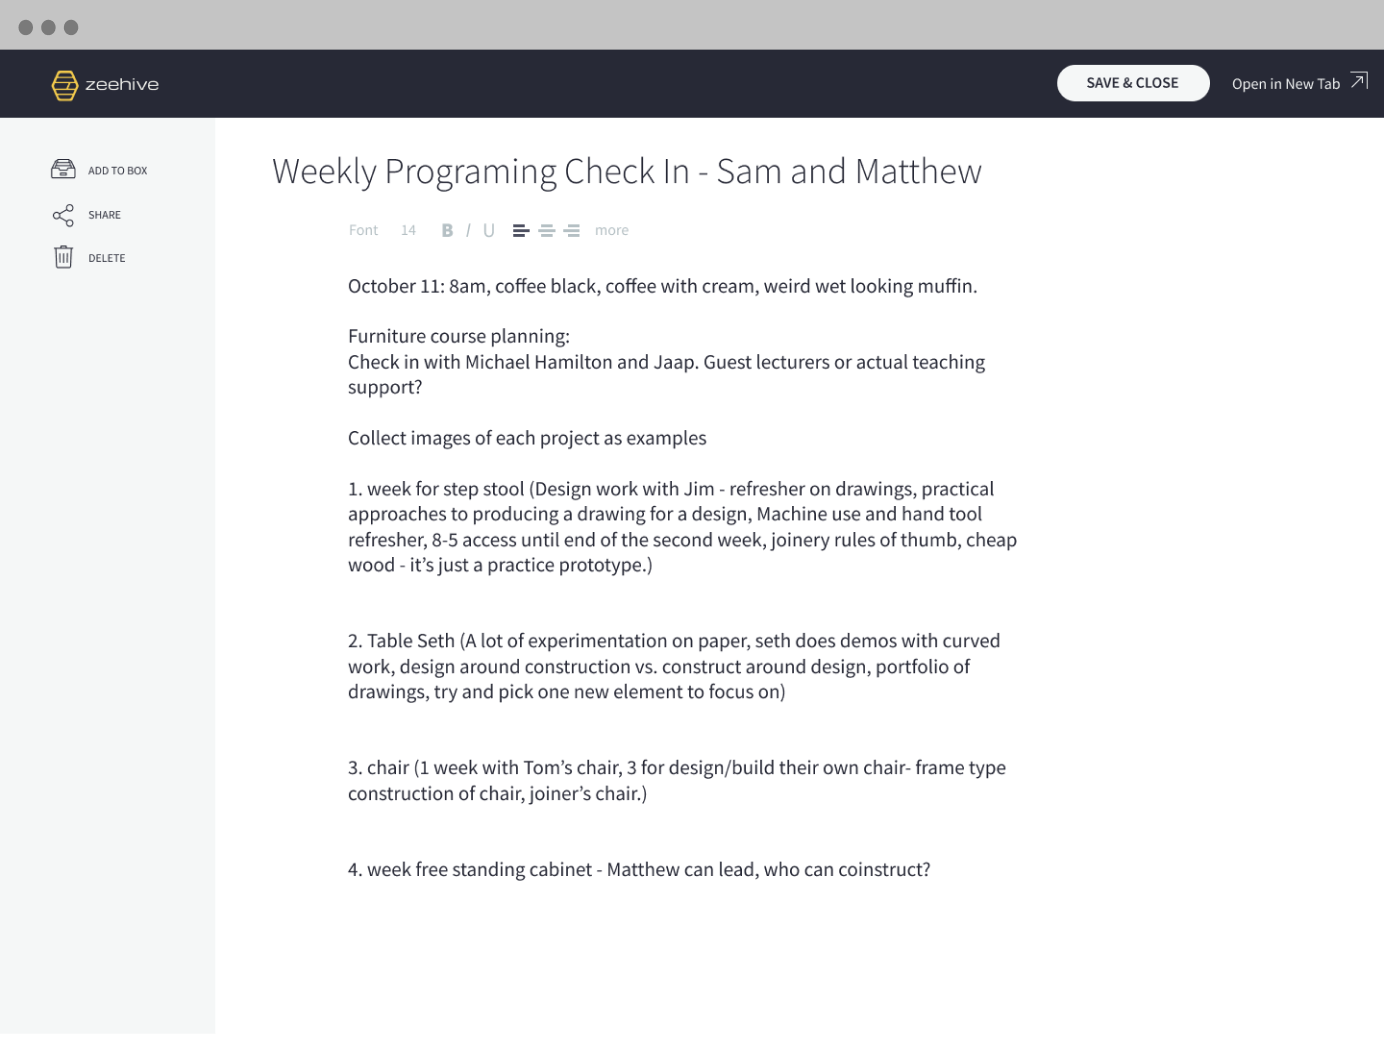 zeehive
SAVE & CLOSE
Open in New Tab
ADD TO BOX
SHARE
DELETE
Weekly Programing Check In - Sam and Matthew
Font 14 B I U more
October 11: 8am, coffee black, coffee with cream, weird wet looking muffin.
Furniture course planning:
Check in with Michael Hamilton and Jaap. Guest lecturers or actual teaching
support?
Collect images of each project as examples
1. week for step stool (Design work with Jim - refresher on drawings, practical
approaches to producing a drawing for a design, Machine use and hand tool
refresher, 8-5 access until end of the second week, joinery rules of thumb, cheap
wood - it’s just a practice prototype.)
2. Table Seth (A lot of experimentation on paper, seth does demos with curved
work, design around construction vs. construct around design, portfolio of
drawings, try and pick one new element to focus on)
3. chair (1 week with Tom’s chair, 3 for design/build their own chair- frame type
construction of chair, joiner’s chair.)
4. week free standing cabinet - Matthew can lead, who can coinstruct?